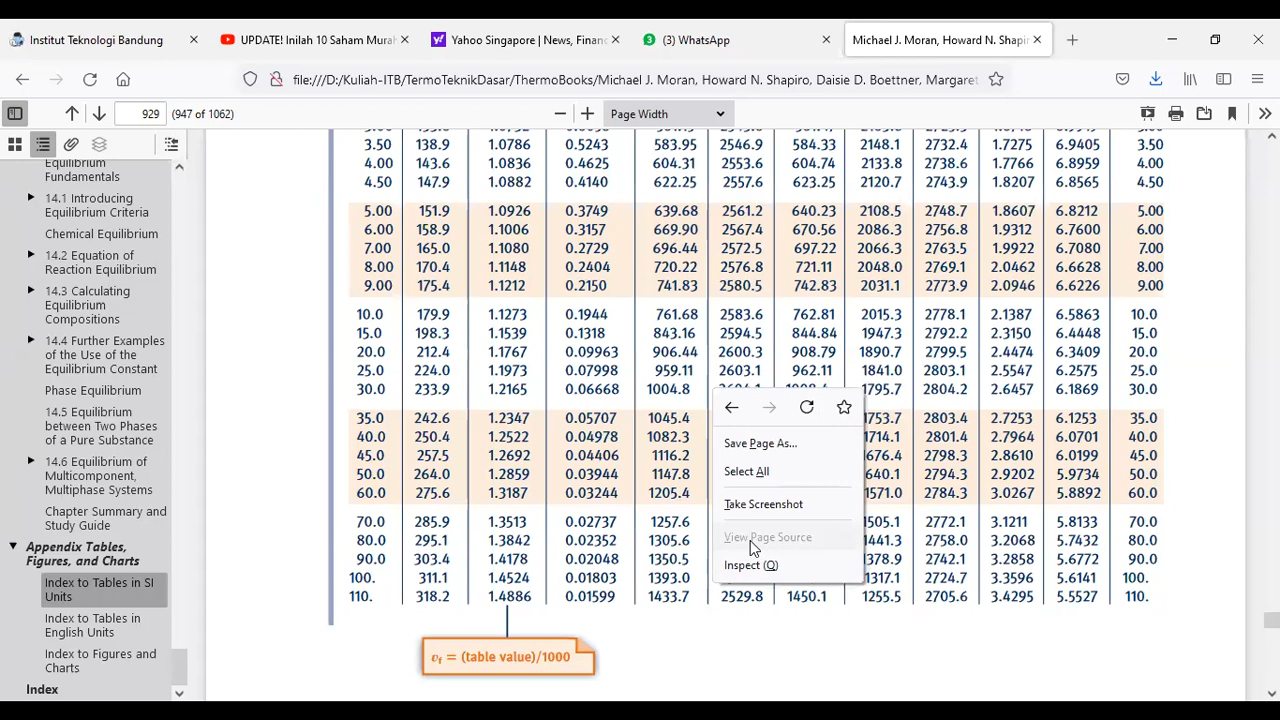 Institut Teknologi Bandung
UPDATE! Inilah 10 Saham Mural
Yahoo Singapore | News, Financ
(3) WhatsApp
Michael J. Moran, Howard N. Shapir
file:///D:/Kuliah-ITB/TermoTeknikDasar/ThermoBooks/Michael J. Moran, Howard N. Shapiro, Daisie D. Boettner, Margaret
929 (947 of 1062)
Page Width
Equilibrium
Fundamentals
14.1 Introducing
Equilibrium Criteria
Chemical Equilibrium
14.2 Equation of
Reaction Equilibrium
14.3 Calculating
Equilibrium
Compositions
14.4 Further Examples
of the Use of the
Equilibrium Constant
Phase Equilibrium
14.5 Equilibrium
between Two Phases
of a Pure Substance
14.6 Equilibrium of
Multicomponent,
Multiphase Systems
Chapter Summary and
Study Guide
Appendix Tables,
Figures, and Charts
Index to Tables in SI
Units
Index to Tables in
English Units
Index to Figures and
Charts
Index
3.50 138.9 1.0786 0.5243 583.95 2546.9 584.33 2148.1 2732.4 1.7275 6.9405 3.50
4.00 143.6 1.0836 0.4625 604.31 2553.6 604.74 2133.8 2738.6 1.7766 6.8959 4.00
4.50 147.9 1.0882 0.4140 622.25 2557.6 623.25 2120.7 2743.9 1.8207 6.8565 4.50
5.00 151.9 1.0926 0.3749 639.68 2561.2 640.23 2108.5 2748.7 1.8607 6.8212 5.00
6.00 158.9 1.1006 0.3157 669.90 2567.4 670.56 2086.3 2756.8 1.9312 6.7600 6.00
7.00 165.0 1.1080 0.2729 696.44 2572.5 697.22 2066.3 2763.5 1.9922 6.7080 7.00
8.00 170.4 1.1148 0.2404 720.22 2576.8 721.11 2048.0 2769.1 2.0462 6.6628 8.00
9.00 175.4 1.1212 0.2150 741.83 2580.5 742.83 2031.1 2773.9 2.0946 6.6226 9.00
10.0 179.9 1.1273 0.1944 761.68 2583.6 762.81 2015.3 2778.1 2.1387 6.5863 10.0
15.0 198.3 1.1539 0.1318 843.16 2594.5 844.84 1947.3 2792.2 2.3150 6.4448 15.0
20.0 212.4 1.1767 0.09963 906.44 2600.3 908.79 1890.7 2799.5 2.4474 6.3409 20.0
25.0 224.0 1.1973 0.07998 959.11 2603.1 962.11 1841.0 2803.1 2.5547 6.2575 25.0
30.0 233.9 1.2165 0.06668 1004.8 1795.7 2804.2 2.6457 6.1869 30.0
35.0 242.6 1.2347 0.05707 1045.4 1753.7 2803.4 2.7253 6.1253 35.0
40.0 250.4 1.2522 0.04978 1082.3 1714.1 2801.4 2.7964 6.0701 40.0
45.0 257.5 1.2692 0.04406 1116.2 1676.4 2798.3 2.8610 6.0199 45.0
50.0 264.0 1.2859 0.03944 1147.8 1640.1 2794.3 2.9202 5.9734 50.0
60.0 275.6 1.3187 0.03244 1205.4 1571.0 2784.3 3.0267 5.8892 60.0
70.0 285.9 1.3513 0.02737 1257.6 1505.1 2772.1 3.1211 5.8133 70.0
80.0 295.1 1.3842 0.02352 1305.6 1441.3 2758.0 3.2068 5.7432 80.0
90.0 303.4 1.4178 0.02048 1350.5 1378.9 2742.1 3.2858 5.6772 90.0
100. 311.1 1.4524 0.01803 1393.0 1317.1 2724.7 3.3596 5.6141 100.
110. 318.2 1.4886 0.01599 1433.7 2529.8 1450.1 1255.5 2705.6 3.4295 5.5527 110.
Save Page As...
Select All
Take Screenshot
View Page Source
Inspect (Q)
vf = (table value)/1000